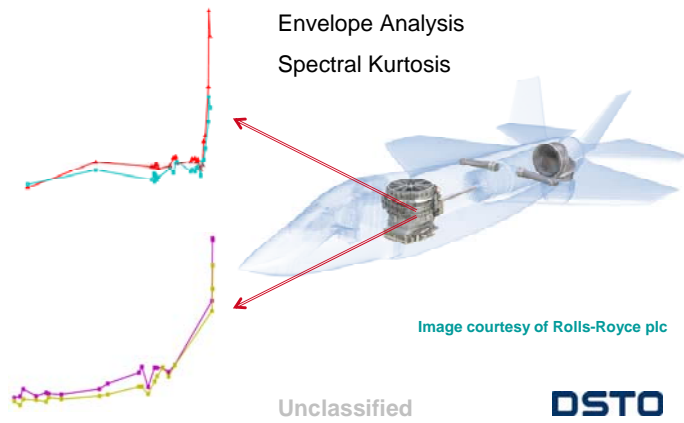 Envelope Analysis
Spectral Kurtosis
Image courtesy of Rolls-Royce plc
Unclassified
DSTO